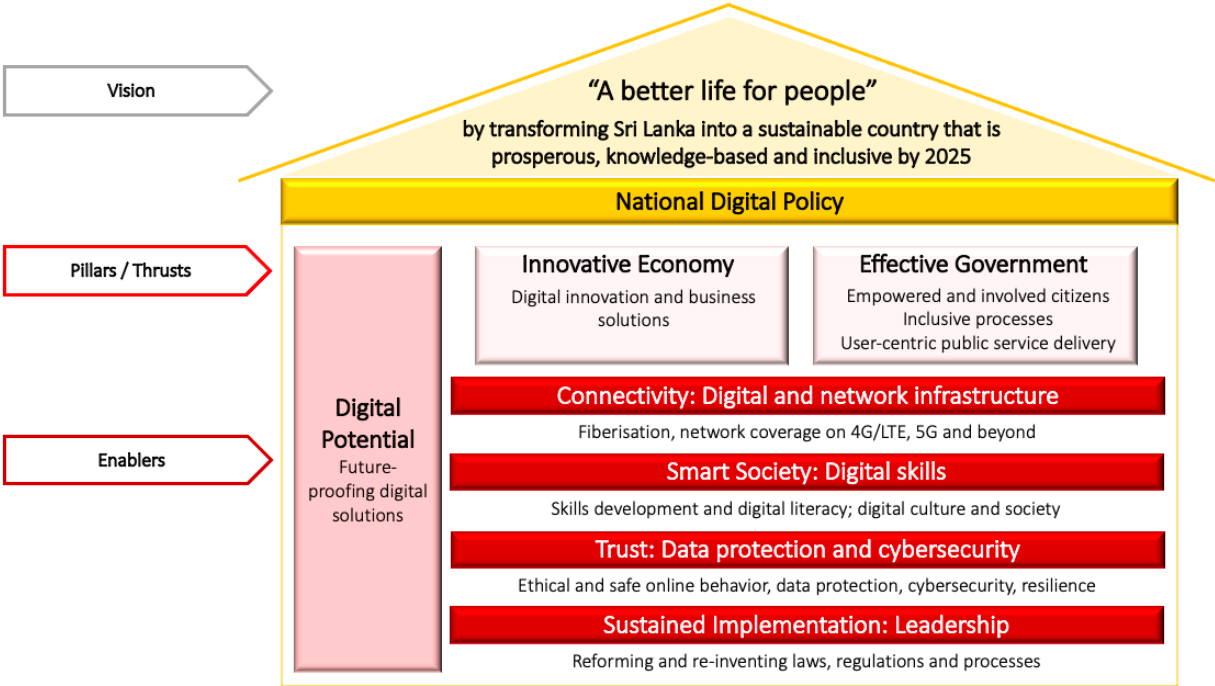 Vision
“A better life for people”
by transforming Sri Lanka into a sustainable country that is
prosperous, knowledge-based and inclusive by 2025
National Digital Policy
Pillars / Thrusts
Innovative Economy
Digital innovation and business
solutions
Effective Government
Empowered and involved citizens
Inclusive processes
User-centric public service delivery
Digital
Potential
Future-
proofing digital
solutions
Enablers
Connectivity: Digital and network infrastructure
Fiberisation, network coverage on 4G/LTE, 5G and beyond
Smart Society: Digital skills
Skills development and digital literacy; digital culture and society
Trust: Data protection and cybersecurity
Ethical and safe online behavior, data protection, cybersecurity, resilience
Sustained Implementation: Leadership
Reforming and re-inventing laws, regulations and processes